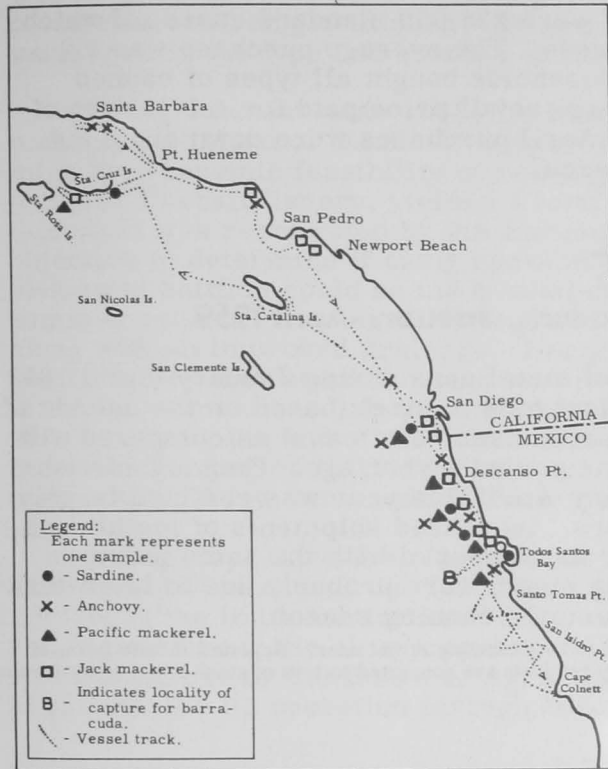 Santa Barbara
Pt. Hueneme
Sta. Cruz Is.
Sta. Rosa Is.
San Pedro
Newport Beach
San Nicolas Is.
Sta. Catalina Is.
San Clemente Is.
San Diego
CALIFORNIA
MEXICO
Descanso Pt.
Todos Santos
Bay
Santo Tomas Pt.
San Isidro Pt.
Cape
Colnett
B
Legend:
Each mark represents
one sample.
- Sardine.
- Anchovy.
- Pacific mackerel.
- Jack mackerel.
B - Indicates locality of
capture for barra-
cuda.
- Vessel track.